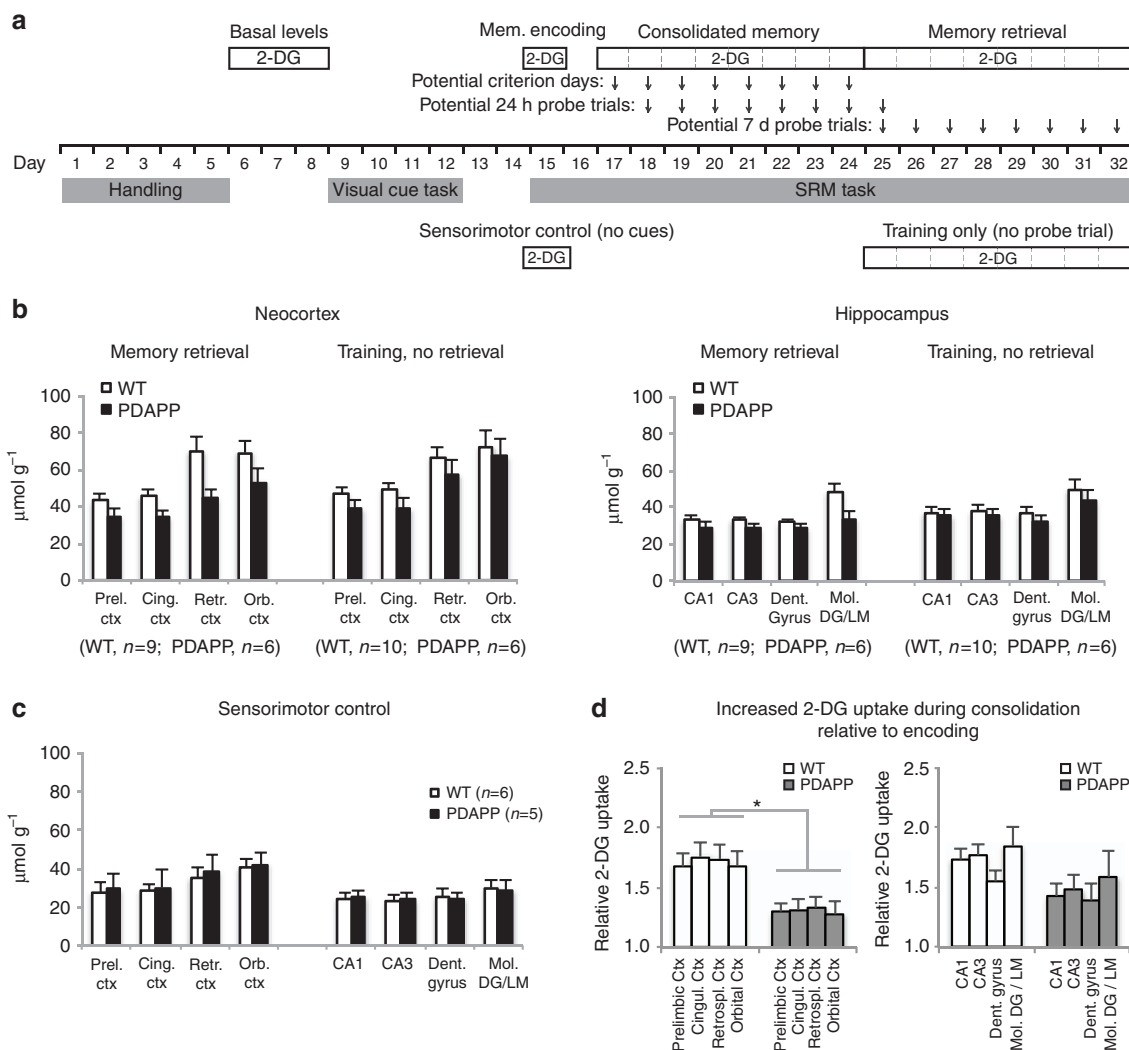 a
Basal levels
2-DG
Mem. encoding
2-DG
Consolidated memory
2-DG
Memory retrieval
2-DG
Potential criterion days:
Potential 24 h probe trials:
Potential 7 d probe trials:
Day 1 2 3 4 5 6 7 8 9 10 11 12 13 14 15 16 17 18 19 20 21 22 23 24 25 26 27 28 29 30 31 32
Handling
Visual cue task
SRM task
Sensorimotor control (no cues)
2-DG
Training only (no probe trial)
2-DG
b
Neocortex
Memory retrieval
Training, no retrieval
WT
PDAPP
μmol g⁻¹
100
80
60
40
20
0
Prel. ctx
Cing. ctx
Retr. ctx
Orb. ctx
Prel. ctx
Cing. ctx
Retr. ctx
Orb. ctx
(WT, n=9; PDAPP, n=6)
(WT, n=10; PDAPP, n=6)
Hippocampus
Memory retrieval
Training, no retrieval
WT
PDAPP
μmol g⁻¹
100
80
60
40
20
0
CA1
CA3
Dent. Gyrus
Mol. DG/LM
CA1
CA3
Dent. gyrus
Mol. DG/LM
(WT, n=9; PDAPP, n=6)
(WT, n=10; PDAPP, n=6)
c
Sensorimotor control
WT (n=6)
PDAPP (n=5)
μmol g⁻¹
100
80
60
40
20
0
Prel. ctx
Cing. ctx
Retr. ctx
Orb. ctx
CA1
CA3
Dent. gyrus
Mol. DG/LM
d
Increased 2-DG uptake during consolidation
relative to encoding
WT
PDAPP
*
Relative 2-DG uptake
2.5
2.0
1.5
1.0
Prelimbic Ctx
Cingul. Ctx
Retrospl. Ctx
Orbital Ctx
Prelimbic Ctx
Cingul. Ctx
Retrospl. Ctx
Orbital Ctx
WT
PDAPP
Relative 2-DG uptake
2.5
2.0
1.5
1.0
CA1
CA3
Dent. gyrus
Mol. DG / LM
CA1
CA3
Dent. gyrus
Mol. DG / LM